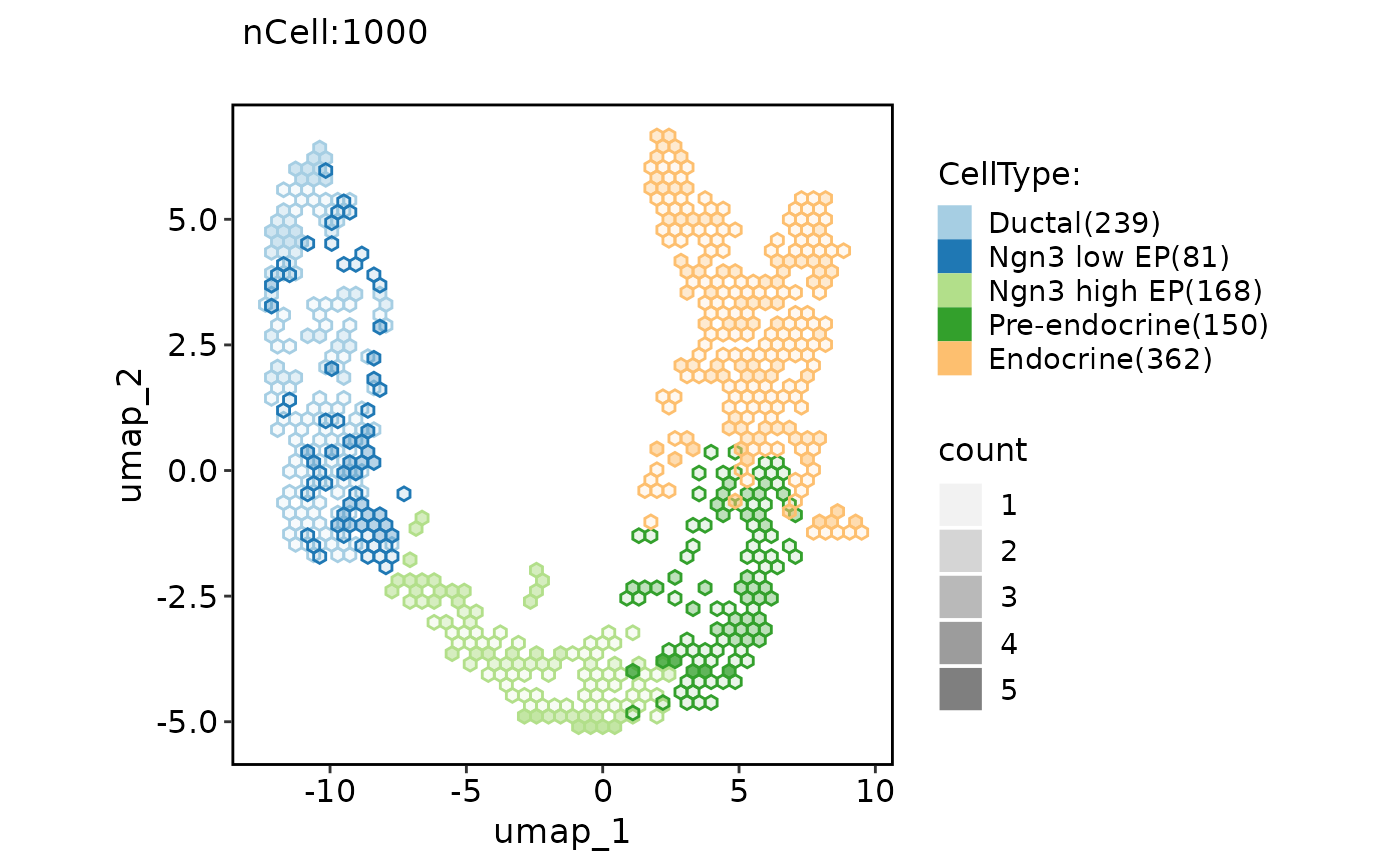 nCell:1000
CellType:
Ductal(239)
Ngn3 low EP(81)
Ngn3 high EP(168)
Pre-endocrine(150)
Endocrine(362)
count
1
2
3
4
5
umap_2
5.0
2.5
0.0
-2.5
-5.0
-10
-5
0
5
10
umap_1